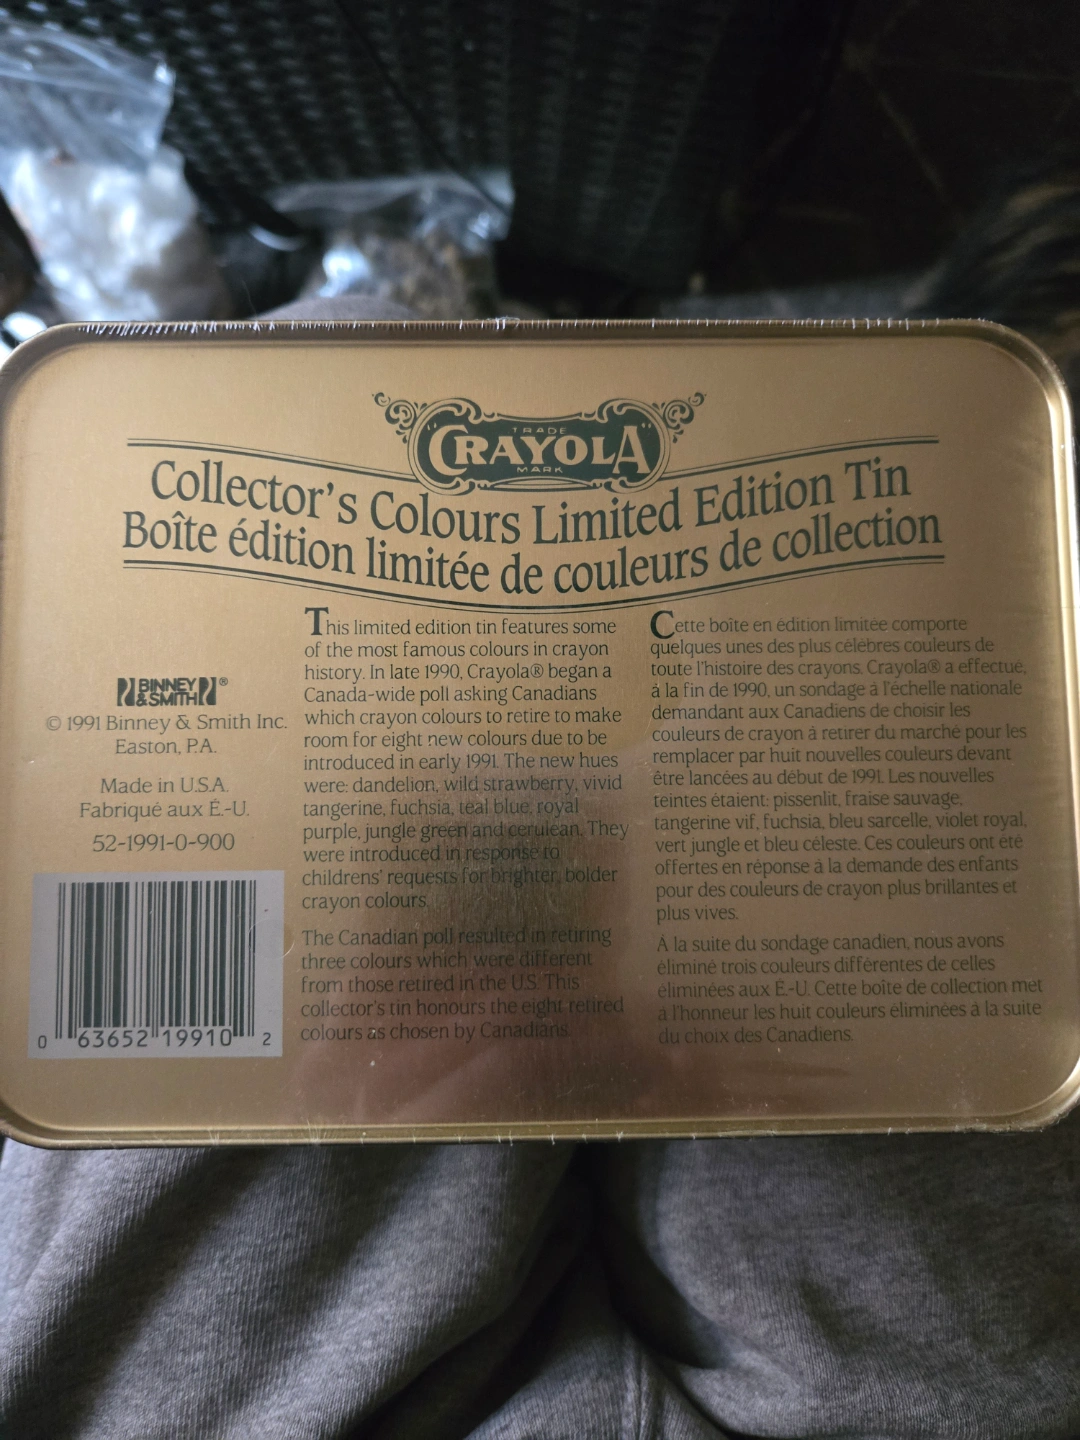 "CRAYOLA"
TRADE
MARK
Collector's Colours Limited Edition Tin
Boîte édition limitée de couleurs de collection
This limited edition tin features some
of the most famous colours in crayon
history. In late 1990, Crayola® began a
Canada-wide poll asking Canadians
which crayon colours to retire to make
room for eight new colours due to be
introduced in early 1991. The new hues
were: dandelion, wild strawberry, vivid
tangerine, fuchsia, teal blue, royal
purple, jungle green and cerulean. They
were introduced in response to
childrens' requests for brighter, bolder
crayon colours.
The Canadian poll resulted in retiring
three colours which were different
from those retired in the U.S. This
collector's tin honours the eight retired
colours as chosen by Canadians.
Cette boîte en édition limitée comporte
quelques unes des plus célèbres couleurs de
toute l'histoire des crayons. Crayola® a effectué,
à la fin de 1990, un sondage à l'échelle nationale
demandant aux Canadiens de choisir les
couleurs de crayon à retirer du marché pour les
remplacer par huit nouvelles couleurs devant
être lancées au début de 1991. Les nouvelles
teintes étaient: pissenlit, fraise sauvage,
tangerine vif, fuchsia, bleu sarcelle, violet royal,
vert jungle et bleu céleste. Ces couleurs ont été
offertes en réponse à la demande des enfants
pour des couleurs de crayon plus brillantes et
plus vives.
À la suite du sondage canadien, nous avons
éliminé trois couleurs différentes de celles
éliminées aux É.-U. Cette boîte de collection met
à l'honneur les huit couleurs éliminées à la suite
du choix des Canadiens.
BINNEY
& SMITH ®
© 1991 Binney & Smith Inc.
Easton, P.A.
Made in U.S.A.
Fabriqué aux É.-U.
52-1991-0-900
0 63652 19910 2